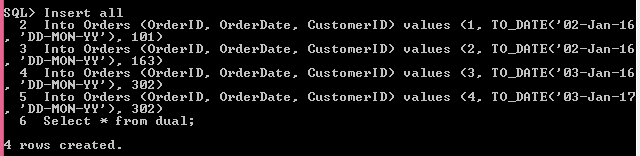 SQL> Insert all
2 Into Orders (OrderID, OrderDate, CustomerID) values (1, TO_DATE('02-Jan-16
, 'DD-MON-YY'), 101)
3 Into Orders (OrderID, OrderDate, CustomerID) values (2, TO_DATE('02-Jan-16
, 'DD-MON-YY'), 163)
4 Into Orders (OrderID, OrderDate, CustomerID) values (3, TO_DATE('03-Jan-16
, 'DD-MON-YY'), 302)
5 Into Orders (OrderID, OrderDate, CustomerID) values (4, TO_DATE('03-Jan-17
, 'DD-MON-YY'), 302)
6 Select * from dual;
4 rows created.